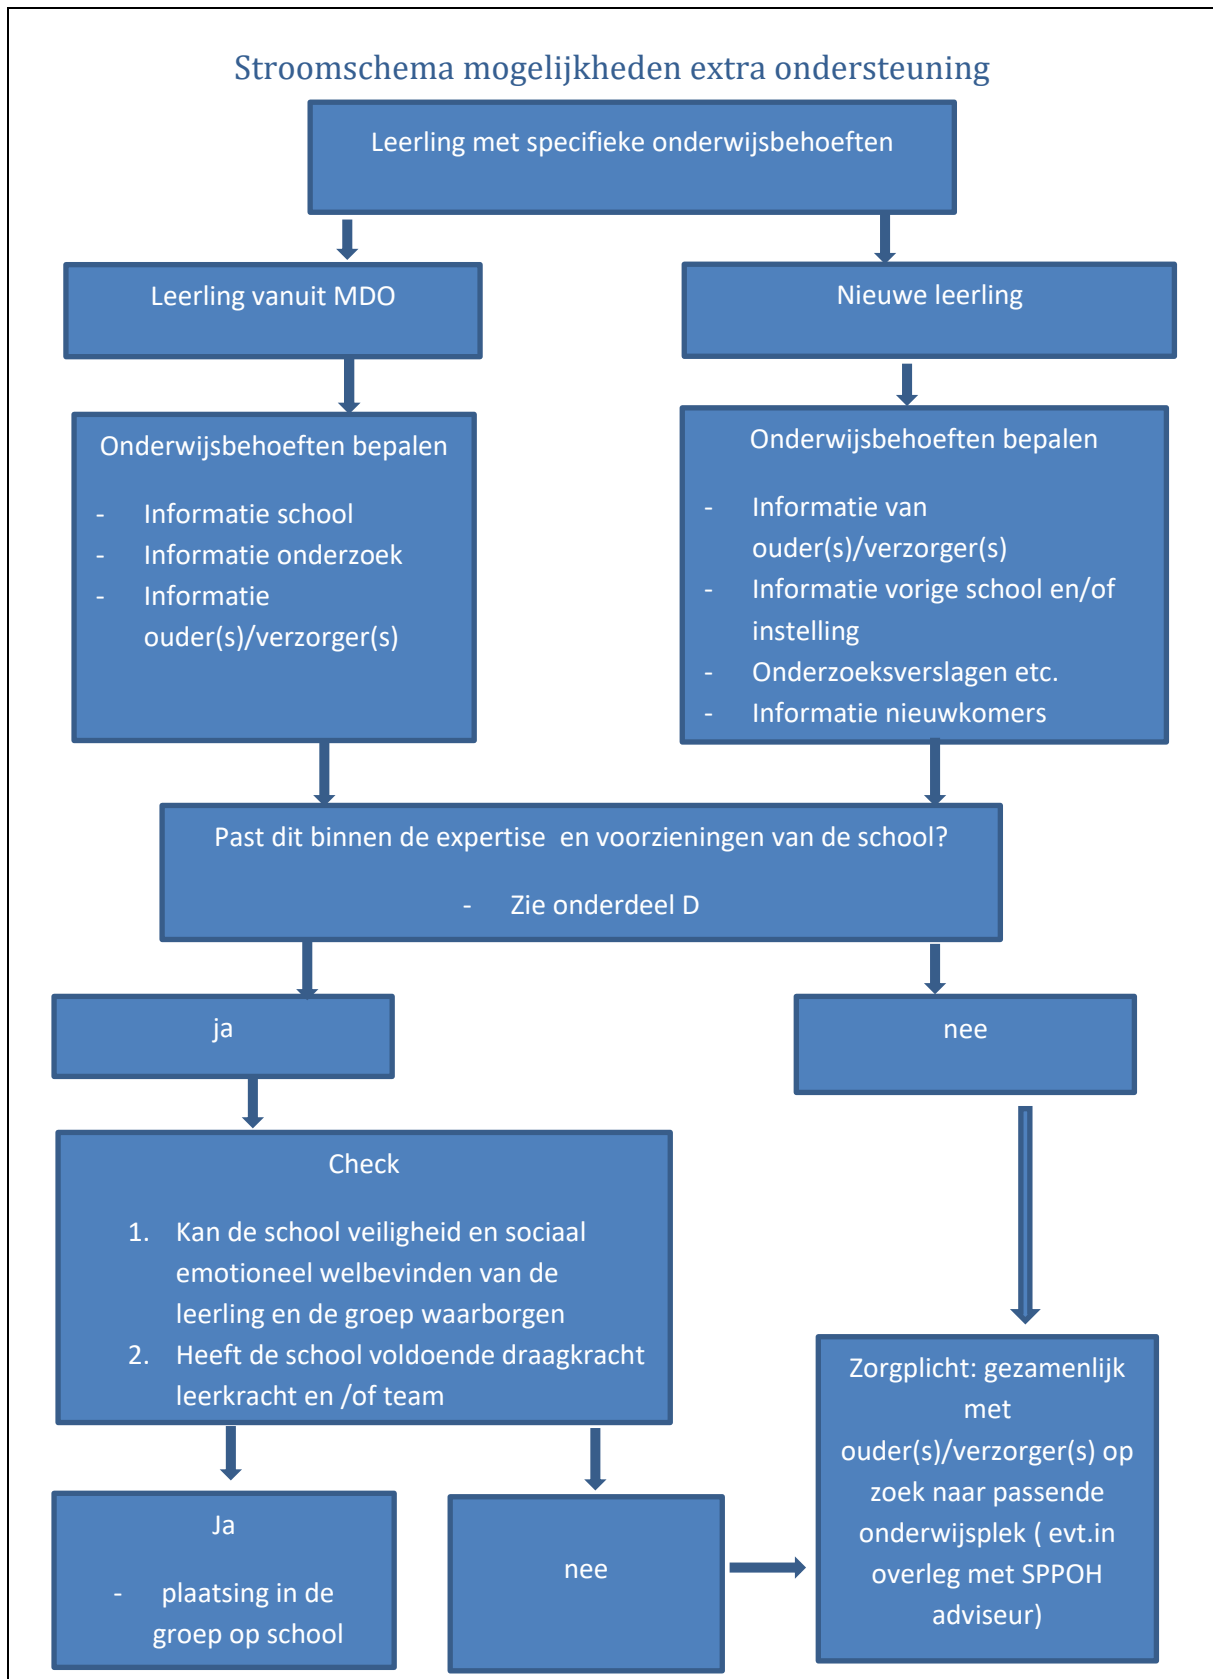 Stroomschema mogelijkheden extra ondersteuning
Leerling met specifieke onderwijsbehoeften
Leerling vanuit MDO
Nieuwe leerling
Onderwijsbehoeften bepalen
- Informatie school
- Informatie onderzoek
- Informatie
ouder(s)/verzorger(s)
Onderwijsbehoeften bepalen
- Informatie van
ouder(s)/verzorger(s)
- Informatie vorige school en/of
instelling
- Onderzoeksverslagen etc.
- Informatie nieuwkomers
Past dit binnen de expertise  en voorzieningen van de school?
- Zie onderdeel D
ja
nee
Check
1. Kan de school veiligheid en sociaal
emotioneel welbevinden van de
leerling en de groep waarborgen
2. Heeft de school voldoende draagkracht
leerkracht en /of team
Ja
- plaatsing in de
groep op school
nee
Zorgplicht: gezamenlijk
met
ouder(s)/verzorger(s) op
zoek naar passende
onderwijsplek ( evt.in
overleg met SPPOH
adviseur)